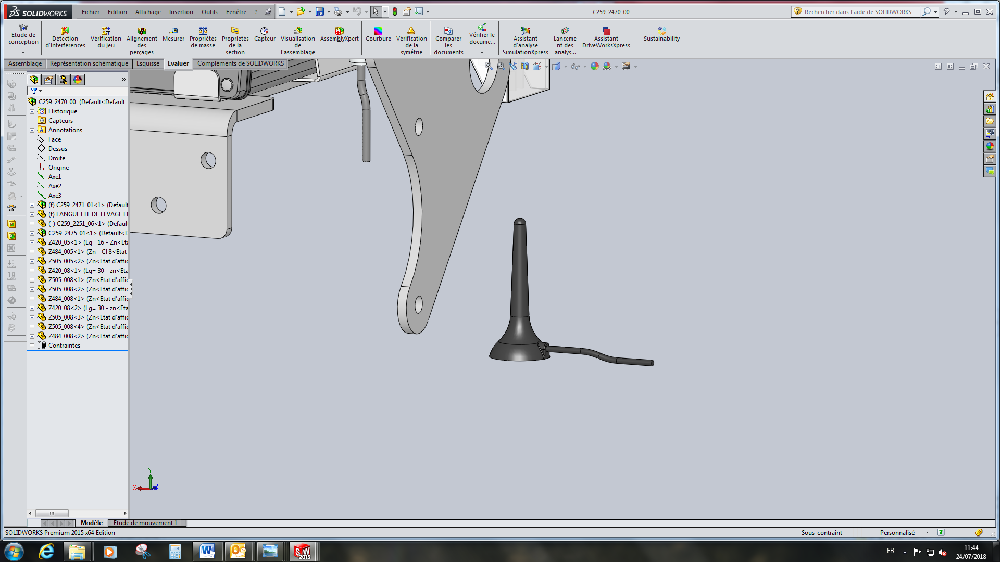 SOLIDWORKS
Fichier Edition Affichage Insertion Outils Fenêtre ?
C259_2470_00
Rechercher dans l'aide de SOLIDWORKS
Etude de conception
Détection d'interférences
Vérification du jeu
Alignement des perçages
Mesurer
Propriétés de masse
Propriétés de la section
Capteur
Visualisation de l'assemblage
AssemblyXpert
Courbure
Vérification de la symétrie
Comparer les documents
Vérifier le docume...
Assistant d'analyse SimulationXpress
Lanceme nt des analys...
Assistant DriveWorksXpress
Sustainability
Assemblage Représentation schématique Esquisse Evaluer Compléments de SOLIDWORKS
C259_2470_00 (Default<Default_
Historique
Capteurs
Annotations
Face
Dessus
Droite
Origine
Axe1
Axe2
Axe3
(f) C259_2471_01<1> (Default
(f) LANGUETTE DE LEVAGE EN
(-) C259_2251_06<1> (Default
C259_2475_01<1> (Default<D
Z420_05<1> (Lg= 16 - Zn<Eta
Z484_005<1> (Zn - Cl 8<Etat
Z505_005<2> (Zn<Etat d'affic
Z420_08<1> (Lg= 30 - zn<Eta
Z505_008<1> (Zn<Etat d'affic
Z505_008<2> (Zn<Etat d'affic
Z484_008<1> (Zn<Etat d'affic
Z420_08<2> (Lg= 30 - zn<Eta
Z505_008<3> (Zn<Etat d'affic
Z505_008<4> (Zn<Etat d'affic
Z484_008<2> (Zn<Etat d'affic
Contraintes
Y
X
Z
Modèle Etude de mouvement 1
SOLIDWORKS Premium 2015 x64 Edition
Sous-contraint
Personnalisé
FR
11:44
24/07/2018
SW
2015